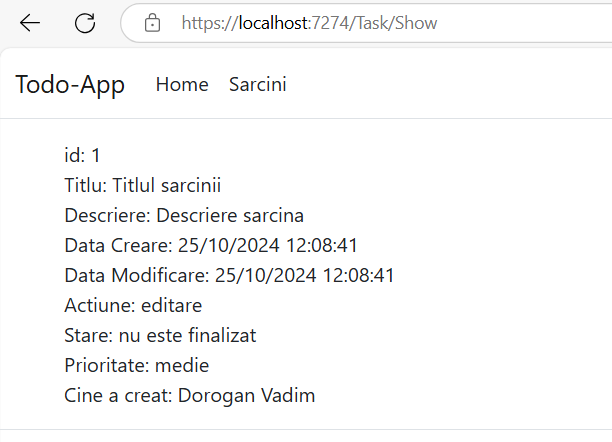 https://localhost:7274/Task/Show
Todo-App Home Sarcini
id: 1
Titlu: Titlul sarcinii
Descriere: Descriere sarcina
Data Creare: 25/10/2024 12:08:41
Data Modificare: 25/10/2024 12:08:41
Actiune: editare
Stare: nu este finalizat
Prioritate: medie
Cine a creat: Dorogan Vadim